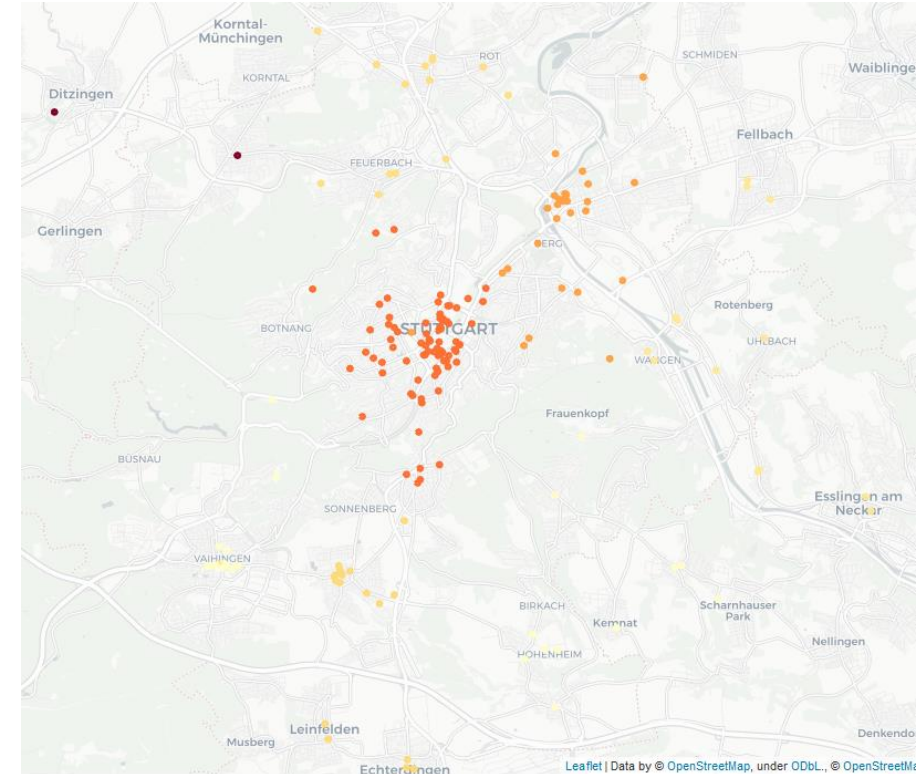 Korntal-
Münchingen
ROT
SCHMIDEN
Waiblinge
KORNTAL
Ditzingen
Fellbach
FEUERBACH
Gerlingen
BERG
Rotenberg
BOTNANG
STUTTGART
UHLBACH
WANGEN
Frauenkopf
BÜSNAU
Esslingen am
Neckar
SONNENBERG
VAIHINGEN
BIRKACH
Scharnhauser
Park
Kemnat
Nellingen
HOHENHEIM
Leinfelden
Musberg
Denkendo
Echterdingen
Leaflet | Data by © OpenStreetMap, under ODbL., © OpenStreetMa